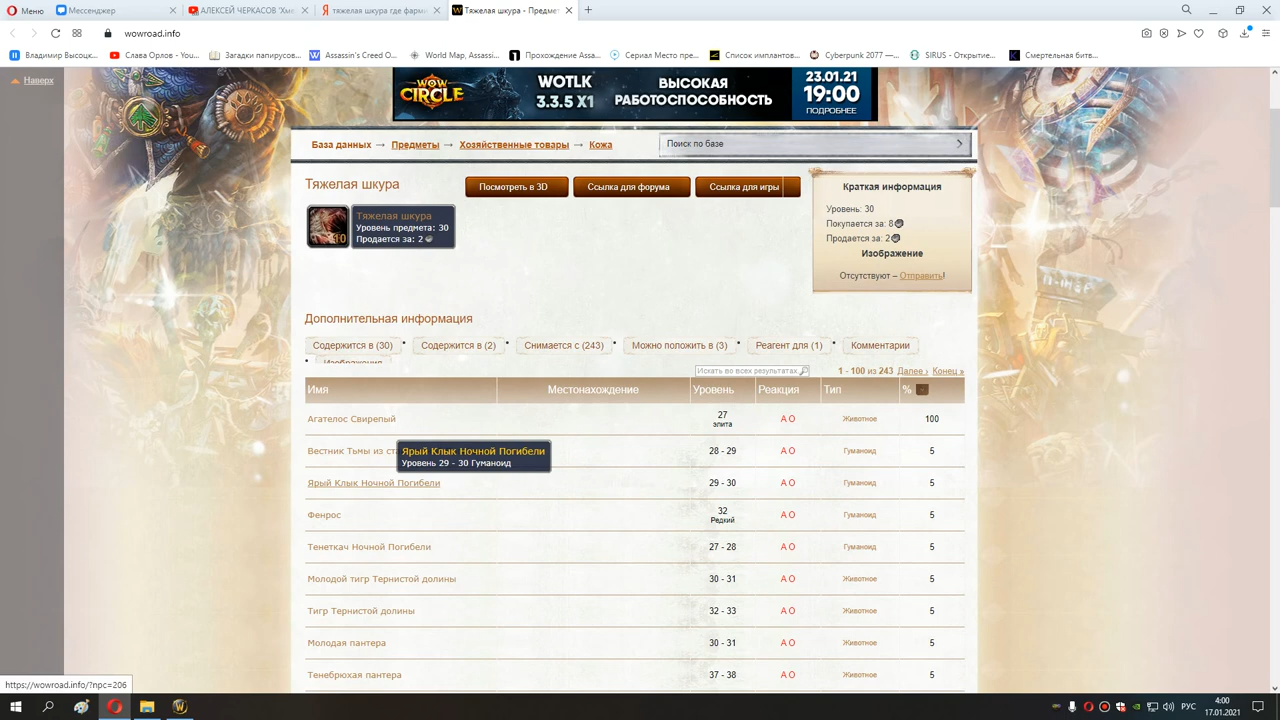 Меню
Мессенджер
АЛЕКСЕЙ ЧЕРКАСОВ "Хме
тяжелая шкура где фарми
Тяжелая шкура - Предмет
wowroad.info
Владимир Высоцк...
Слава Орлов - You...
Загадки папирусов...
Assassin's Creed O...
World Map, Assassi...
Прохождение Assa...
Сериал Место пре...
Список имплантов...
Cyberpunk 2077 —...
SIRUS - Открытие...
Смертельная битв...
Наверх
WOW CIRCLE
WOTLK 3.3.5 X1
ВЫСОКАЯ РАБОТОСПОСОБНОСТЬ
23.01.21
19:00
ПОДРОБНЕЕ
База данных → Предметы → Хозяйственные товары → Кожа
Поиск по базе
Тяжелая шкура
Посмотреть в 3D
Ссылка для форума
Ссылка для игры
10
Тяжелая шкура
Уровень предмета: 30
Продается за: 2
Краткая информация
Уровень: 30
Покупается за: 8
Продается за: 2
Изображение
Отсутствуют – Отправить!
Дополнительная информация
Содержится в (30)
Содержится в (2)
Снимается с (243)
Можно положить в (3)
Реагент для (1)
Комментарии
Изображения
Искать во всех результатах
1 - 100 из 243 Далее › Конец »
Имя Местонахождение Уровень Реакция Тип %
Агателос Свирепый 27 элита А О Животное 100
Вестник Тьмы из ста 28 - 29 А О Гуманоид 5
Ярый Клык Ночной Погибели
Уровень 29 - 30 Гуманоид
Ярый Клык Ночной Погибели 29 - 30 А О Гуманоид 5
Фенрос 32 Редкий А О Гуманоид 5
Тенеткач Ночной Погибели 27 - 28 А О Гуманоид 5
Молодой тигр Тернистой долины 30 - 31 А О Животное 5
Тигр Тернистой долины 32 - 33 А О Животное 5
Молодая пантера 30 - 31 А О Животное 5
Тенебрюхая пантера 37 - 38 А О Животное 5
https://wowroad.info/?npc=206
РУС
4:00
17.01.2021